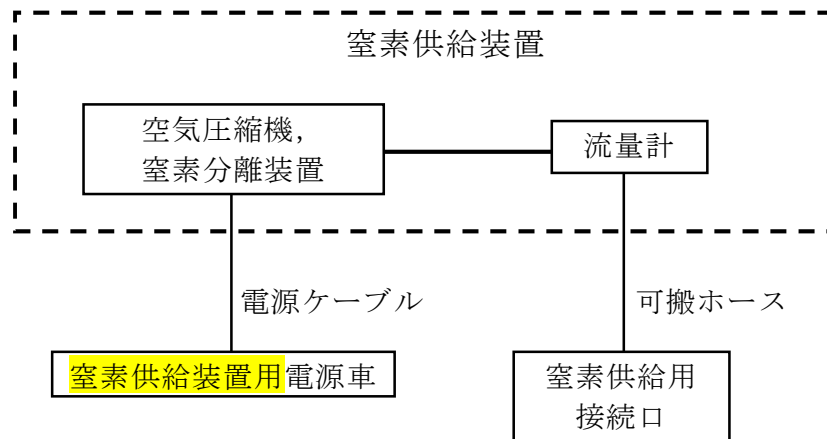 窒素供給装置
空気圧縮機,
窒素分離装置
流量計
電源ケーブル
可搬ホース
窒素供給装置用電源車
窒素供給用
接続口